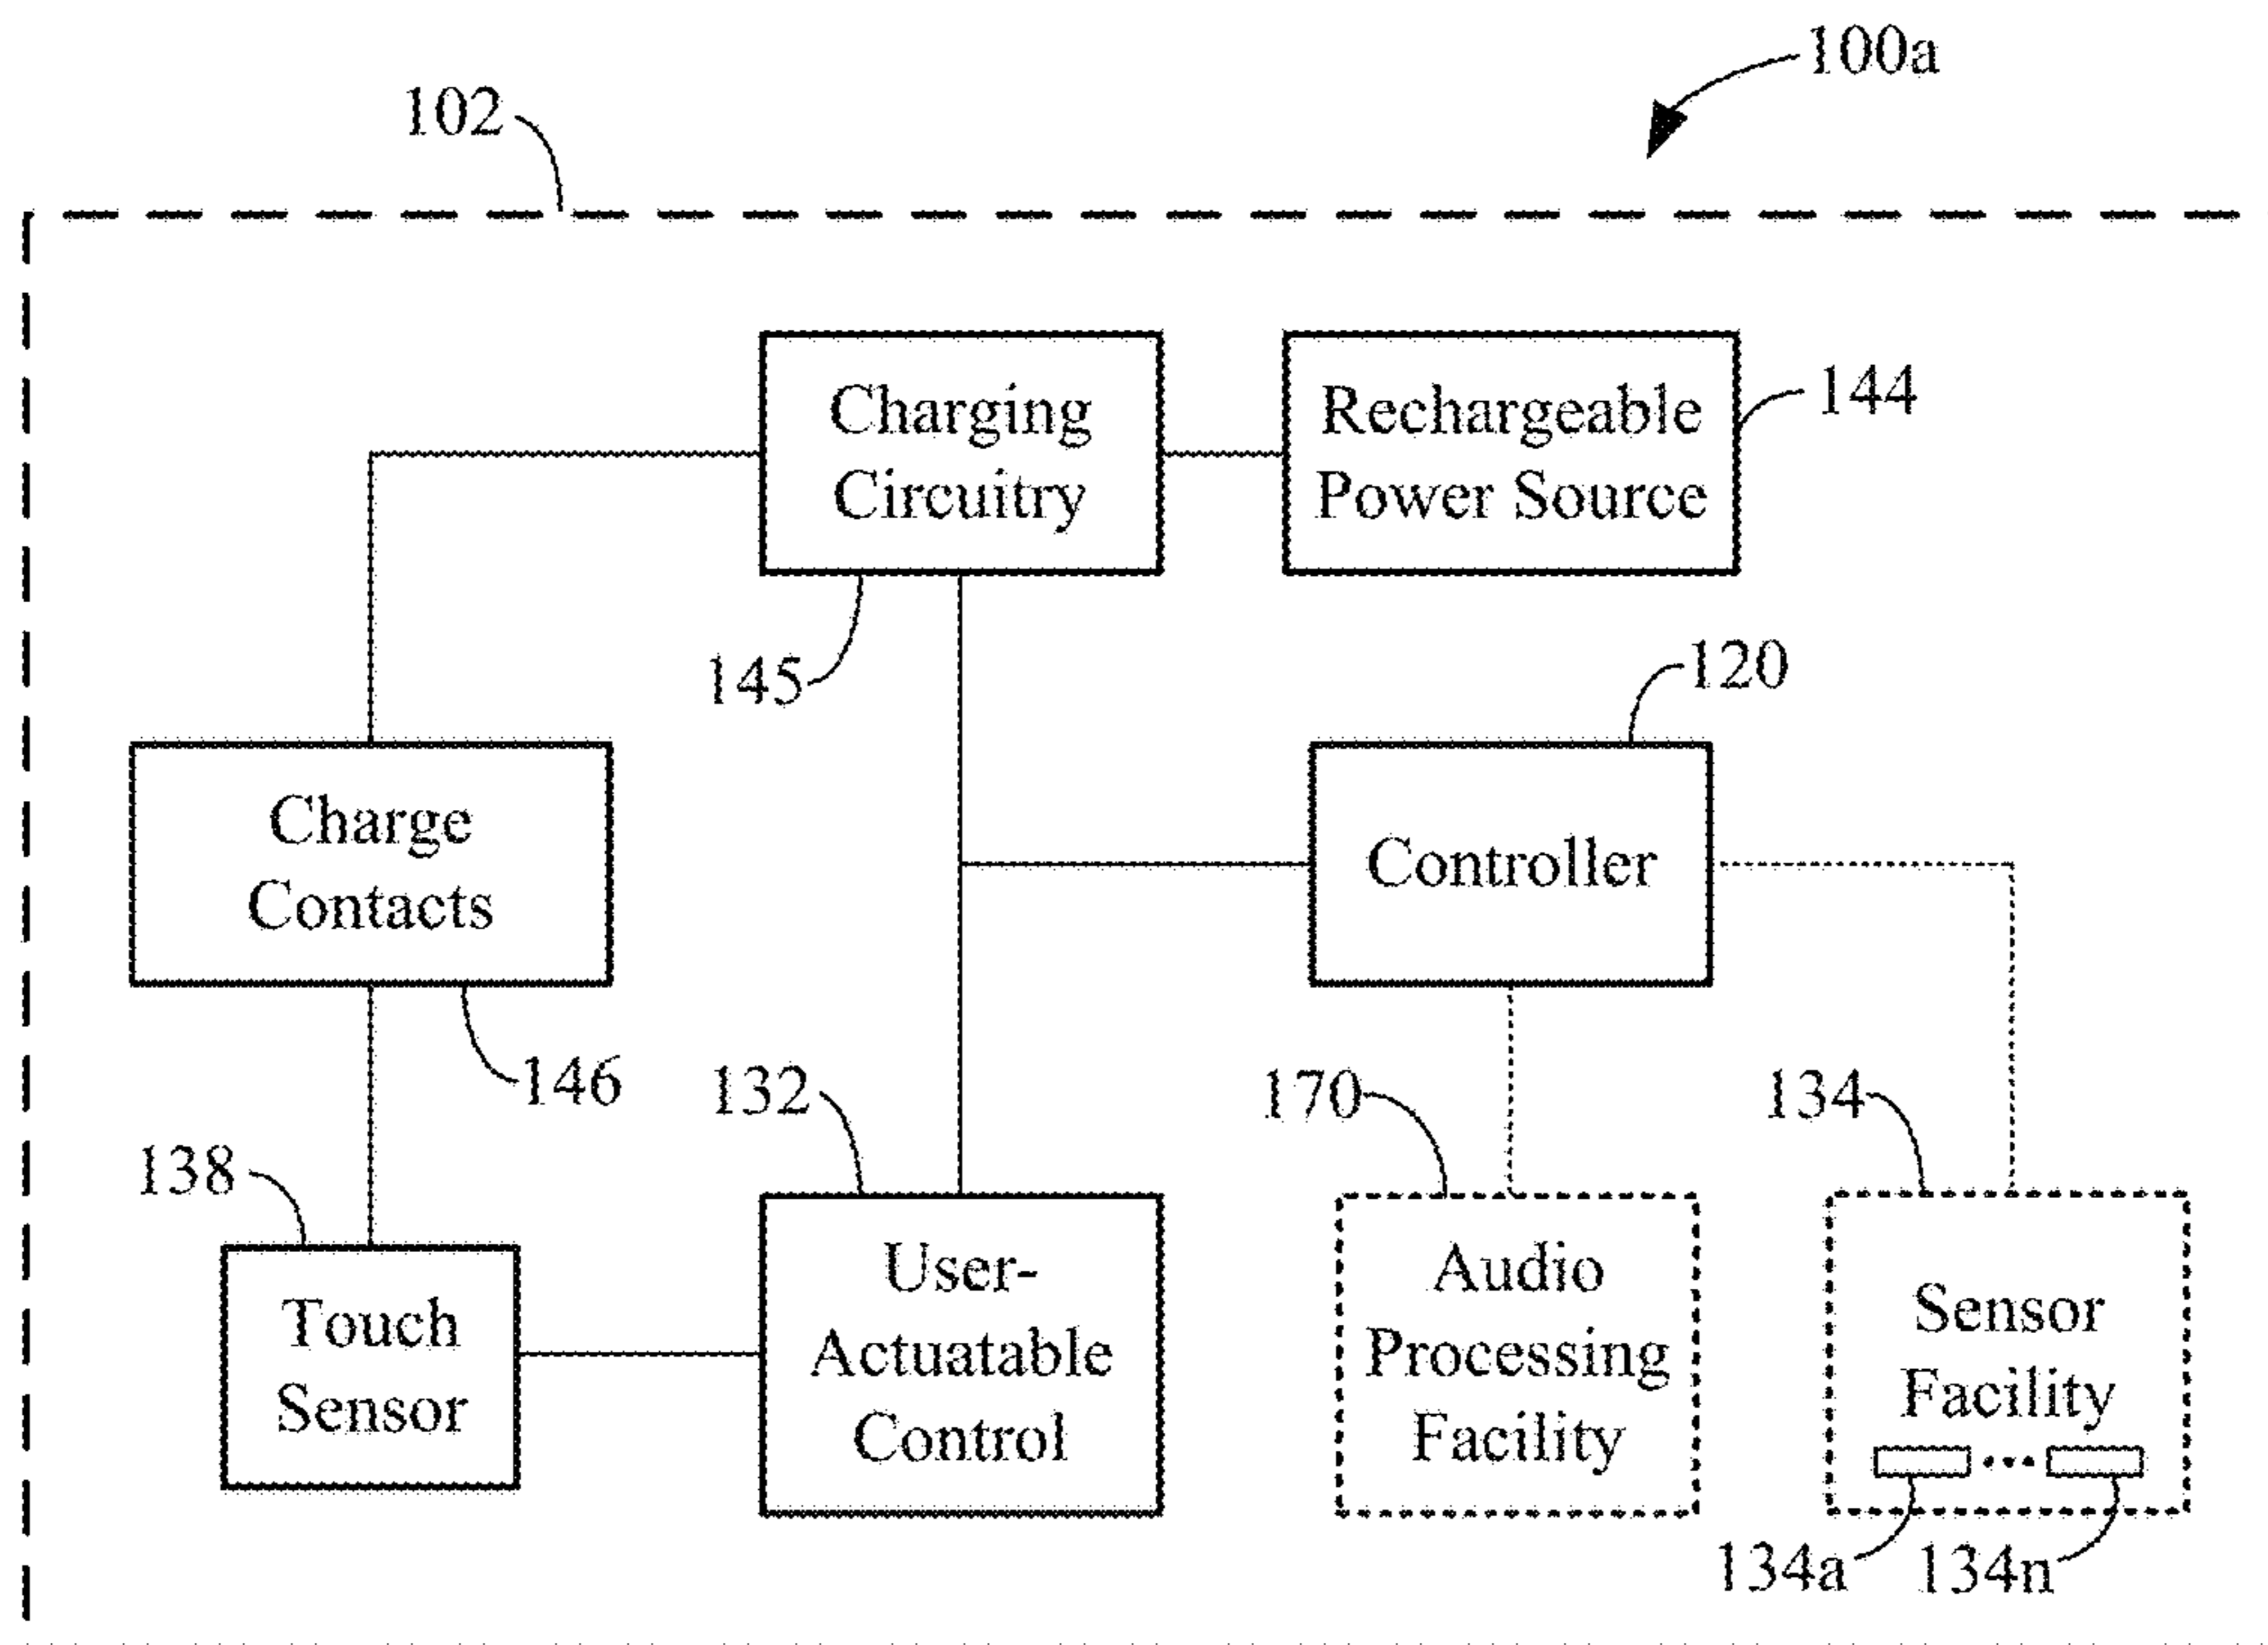 100a
102
Charging
Circuitry
Rechargeable
Power Source
144
145
120
Charge
Contacts
Controller
146
132
170
134
138
Touch
Sensor
User-
Actuatable
Control
Audio
Processing
Facility
Sensor
Facility
134a
134n